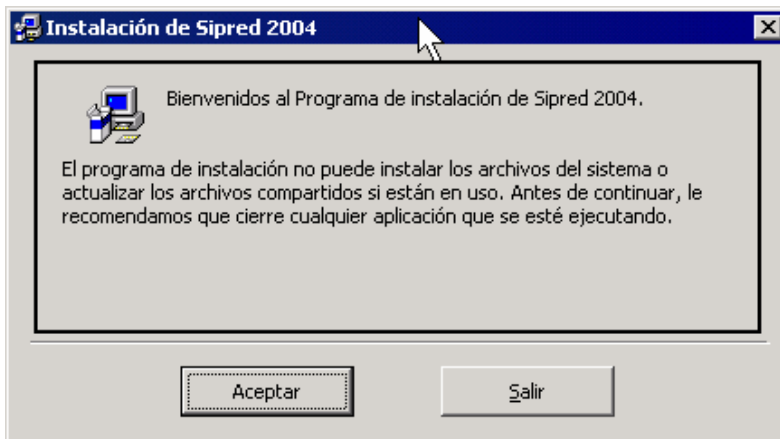 Instalación de Sipred 2004
Bienvenidos al Programa de instalación de Sipred 2004.
El programa de instalación no puede instalar los archivos del sistema o
actualizar los archivos compartidos si están en uso. Antes de continuar, le
recomendamos que cierre cualquier aplicación que se esté ejecutando.
Aceptar
Salir